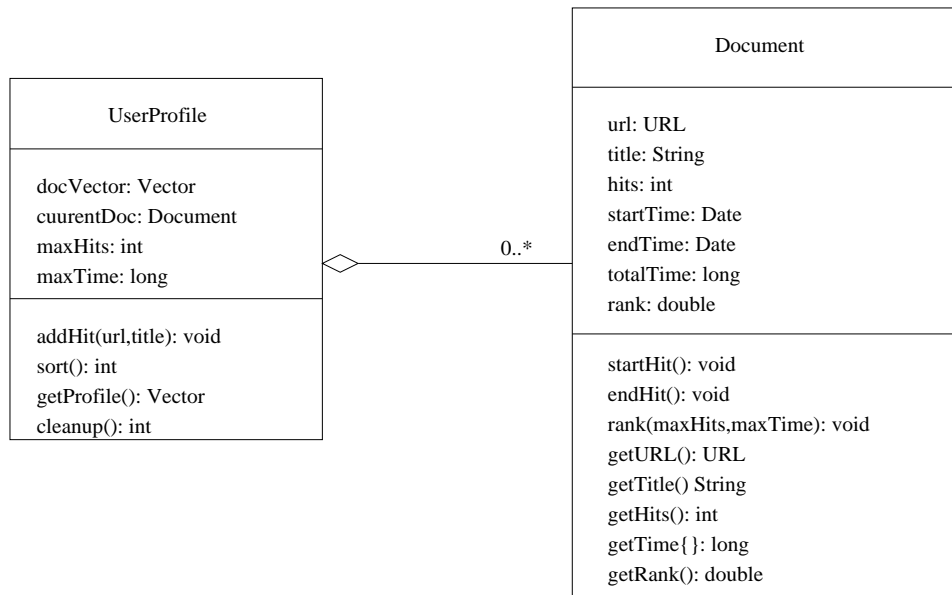 UserProfile
docVector: Vector
cuurentDoc: Document
maxHits: int
maxTime: long
addHit(url,title): void
sort(): int
getProfile(): Vector
cleanup(): int
0..*
Document
url: URL
title: String
hits: int
startTime: Date
endTime: Date
totalTime: long
rank: double
startHit(): void
endHit(): void
rank(maxHits,maxTime): void
getURL(): URL
getTitle() String
getHits(): int
getTime{}: long
getRank(): double